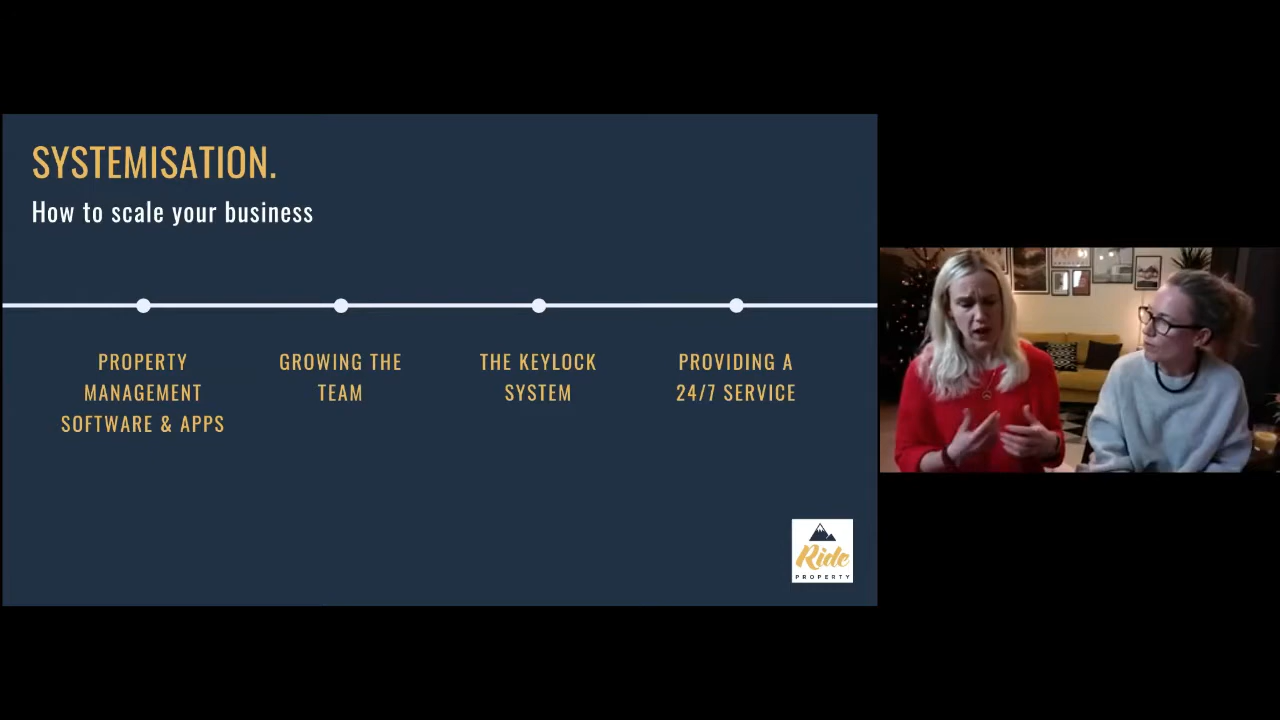 SYSTEMISATION.
How to scale your business
PROPERTY
MANAGEMENT
SOFTWARE & APPS
GROWING THE
TEAM
THE KEYLOCK
SYSTEM
PROVIDING A
24/7 SERVICE
Ride
PROPERTY